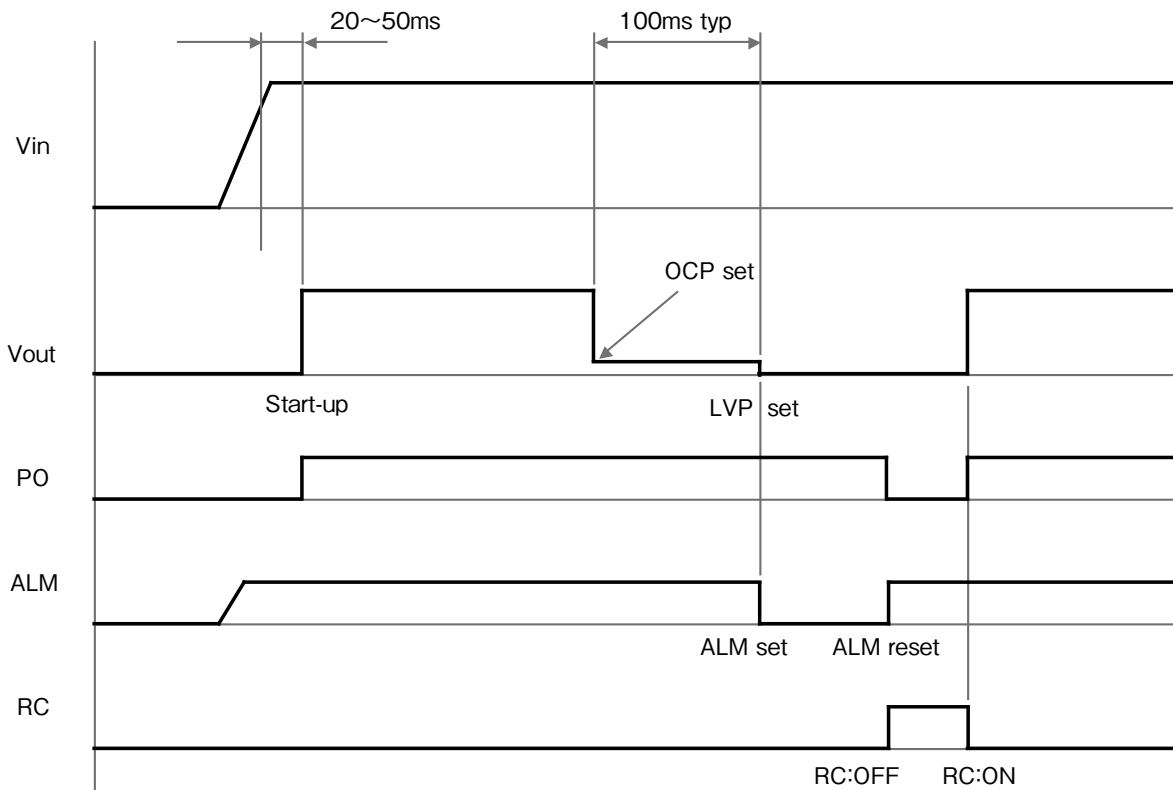 20～50ms
100ms typ
Vin
OCP set
Vout
Start-up
LVP set
PO
ALM
ALM set
ALM reset
RC
RC:OFF
RC:ON